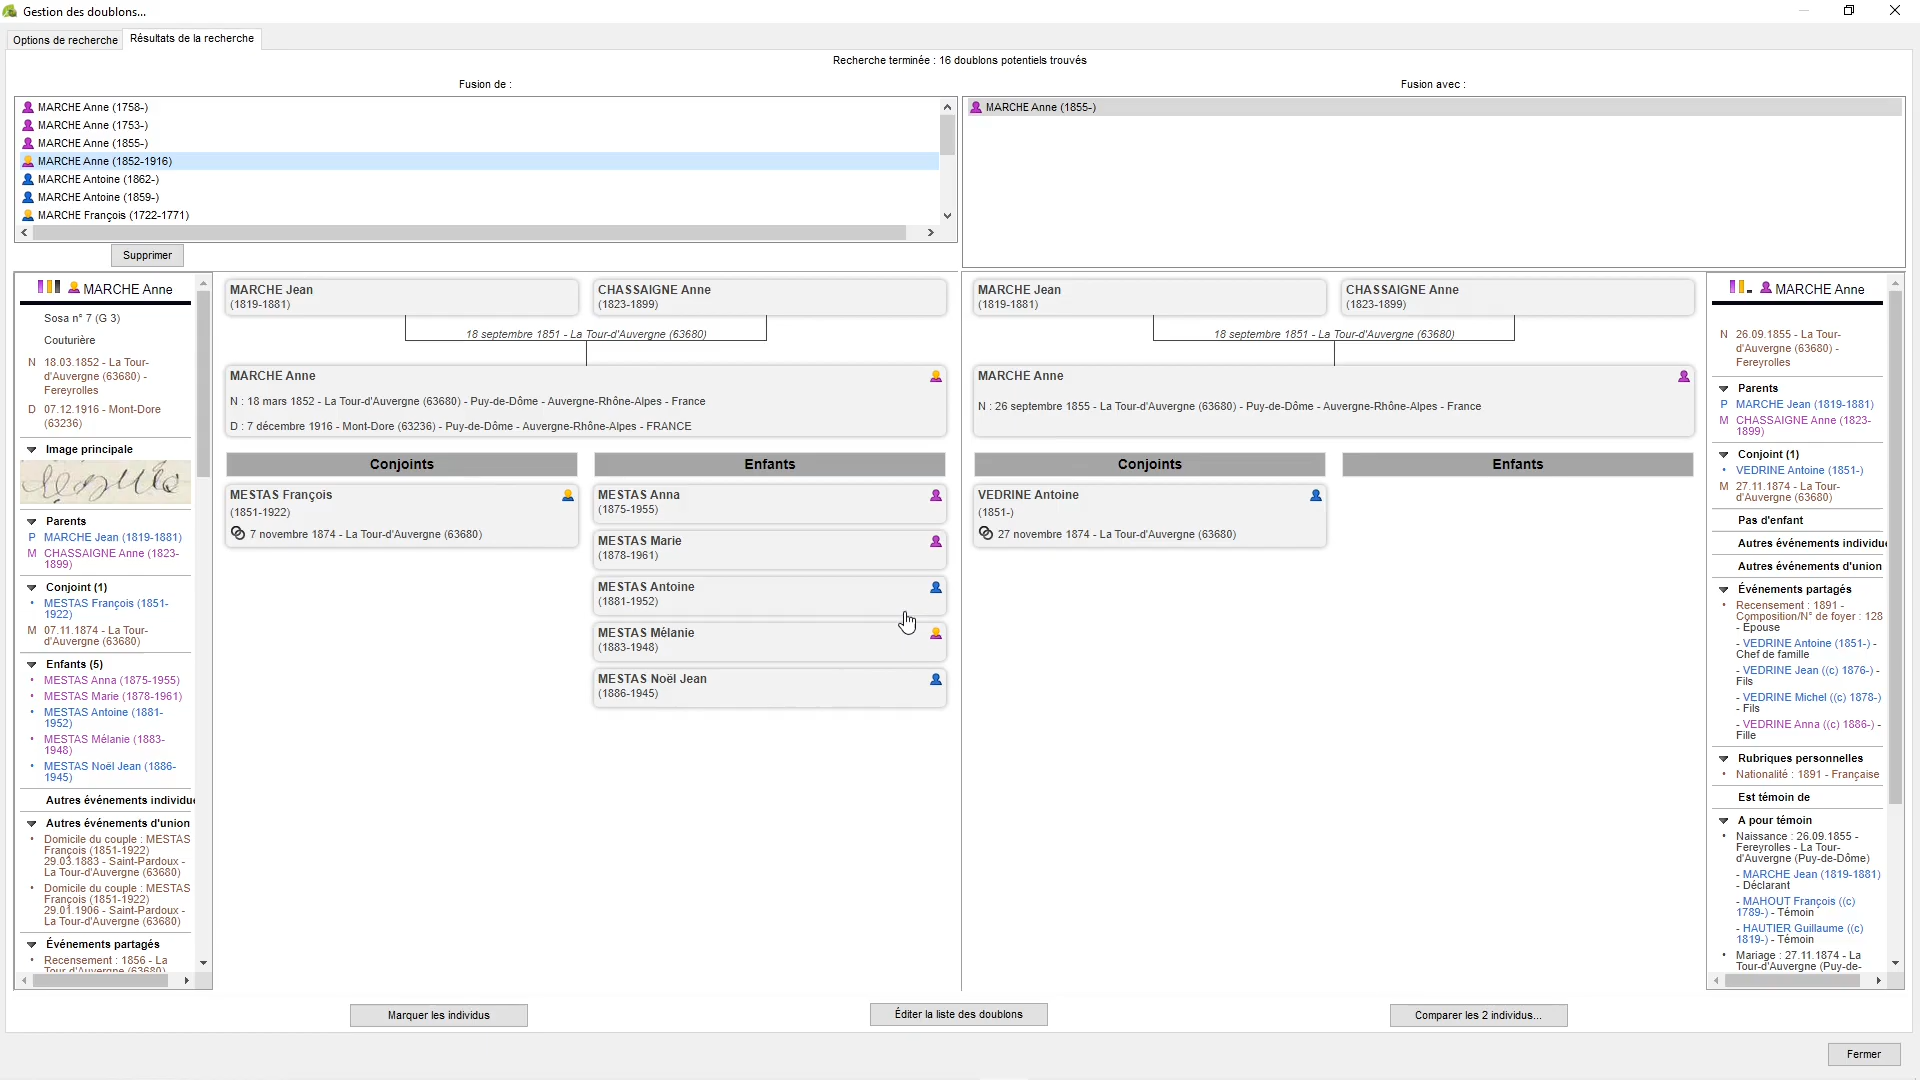 Gestion des doublons...
Options de recherche
Résultats de la recherche
Recherche terminée : 16 doublons potentiels trouvés
Fusion de :
MARCHE Anne (1758-)
MARCHE Anne (1753-)
MARCHE Anne (1855-)
MARCHE Anne (1852-1916)
MARCHE Antoine (1862-)
MARCHE Antoine (1859-)
MARCHE François (1722-1771)
Supprimer
Fusion avec :
MARCHE Anne (1855-)
MARCHE Anne
Sosa n° 7 (G 3)
Couturière
N 18.03.1852 - La Tour-
d'Auvergne (63680) -
Fereyrolles
D 07.12.1916 - Mont-Dore
(63236)
Image principale
Parents
P MARCHE Jean (1819-1881)
M CHASSAIGNE Anne (1823-
1899)
Conjoint (1)
MESTAS François (1851-
1922)
M 07.11.1874 - La Tour-
d'Auvergne (63680)
Enfants (5)
MESTAS Anna (1875-1955)
MESTAS Marie (1878-1961)
MESTAS Antoine (1881-
1952)
MESTAS Mélanie (1883-
1948)
MESTAS Noël Jean (1886-
1945)
Autres événements individue
Autres événements d'union
Domicile du couple : MESTAS
François (1851-1922)
29.03.1883 - Saint-Pardoux -
La Tour-d'Auvergne (63680)
Domicile du couple : MESTAS
François (1851-1922)
29.01.1906 - Saint-Pardoux -
La Tour-d'Auvergne (63680)
Événements partagés
Recensement : 1856 - La
Tour-d'Auvergne (63680)
MARCHE Jean
(1819-1881)
CHASSAIGNE Anne
(1823-1899)
18 septembre 1851 - La Tour-d'Auvergne (63680)
MARCHE Anne
N : 18 mars 1852 - La Tour-d'Auvergne (63680) - Puy-de-Dôme - Auvergne-Rhône-Alpes - France
D : 7 décembre 1916 - Mont-Dore (63236) - Puy-de-Dôme - Auvergne-Rhône-Alpes - FRANCE
Conjoints
MESTAS François
(1851-1922)
7 novembre 1874 - La Tour-d'Auvergne (63680)
Enfants
MESTAS Anna
(1875-1955)
MESTAS Marie
(1878-1961)
MESTAS Antoine
(1881-1952)
MESTAS Mélanie
(1883-1948)
MESTAS Noël Jean
(1886-1945)
MARCHE Jean
(1819-1881)
CHASSAIGNE Anne
(1823-1899)
18 septembre 1851 - La Tour-d'Auvergne (63680)
MARCHE Anne
N : 26 septembre 1855 - La Tour-d'Auvergne (63680) - Puy-de-Dôme - Auvergne-Rhône-Alpes - France
Conjoints
VEDRINE Antoine
(1851-)
27 novembre 1874 - La Tour-d'Auvergne (63680)
Enfants
MARCHE Anne
N 26.09.1855 - La Tour-
d'Auvergne (63680) -
Fereyrolles
Parents
P MARCHE Jean (1819-1881)
M CHASSAIGNE Anne (1823-
1899)
Conjoint (1)
VEDRINE Antoine (1851-)
M 27.11.1874 - La Tour-
d'Auvergne (63680)
Pas d'enfant
Autres événements individue
Autres événements d'union
Événements partagés
Recensement : 1891 -
Composition/N° de foyer : 128
- Épouse
- VEDRINE Antoine (1851-) -
Chef de famille
- VEDRINE Jean ((c) 1876-) -
Fils
- VEDRINE Michel ((c) 1878-)
- Fils
- VEDRINE Anna ((c) 1886-) -
Fille
Rubriques personnelles
Nationalité : 1891 - Française
Est témoin de
A pour témoin
Naissance : 26.09.1855 -
Fereyrolles - La Tour-
d'Auvergne (Puy-de-Dôme)
- MARCHE Jean (1819-1881)
- Déclarant
- MAHOUT François ((c)
1789-) - Témoin
- HAUTIER Guillaume ((c)
1819-) - Témoin
Mariage : 27.11.1874 - La
Tour-d'Auvergne (Puy-de-
Marquer les individus
Éditer la liste des doublons
Comparer les 2 individus...
Fermer